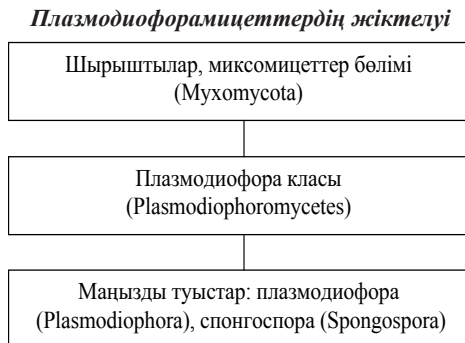 Плазмодиофорамицеттердің жіктелуі
Шырыштылар, миксомицеттер бөлімі
(Myxomycota)
Плазмодиофора класы
(Plasmodiophoromycetes)
Маңызды туыстар: плазмодиофора
(Plasmodiophora), спонгоспора (Spongospora)